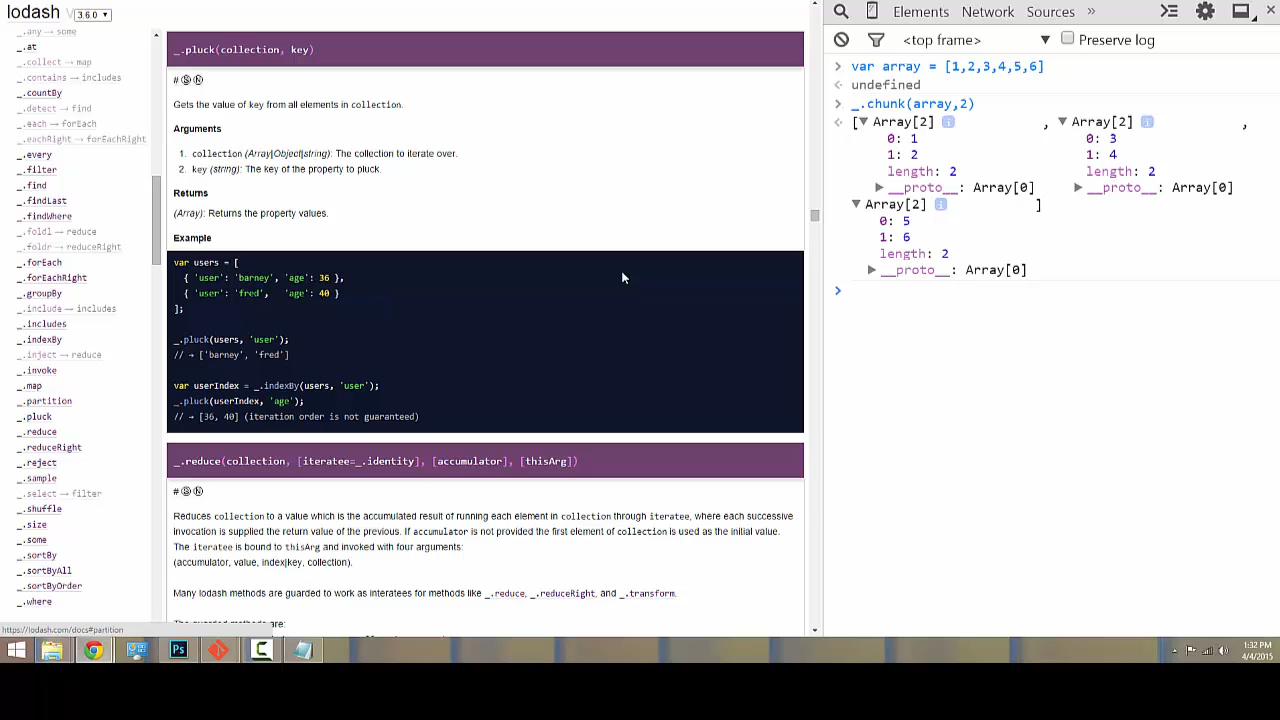 lodash v 3.6.0 ▾
_.any → some
_.at
_.collect → map
_.contains → includes
_.countBy
_.detect → find
_.each → forEach
_.eachRight → forEachRight
_.every
_.filter
_.find
_.findLast
_.findWhere
_.foldl → reduce
_.foldr → reduceRight
_.forEach
_.forEachRight
_.groupBy
_.include → includes
_.includes
_.indexBy
_.inject → reduce
_.invoke
_.map
_.partition
_.pluck
_.reduce
_.reduceRight
_.reject
_.sample
_.select → filter
_.shuffle
_.size
_.some
_.sortBy
_.sortByAll
_.sortByOrder
_.where
https://lodash.com/docs#partition
_.pluck(collection, key)
# Ⓢ Ⓝ
Gets the value of key from all elements in collection.
Arguments
1. collection (Array|Object|string): The collection to iterate over.
2. key (string): The key of the property to pluck.
Returns
(Array): Returns the property values.
Example
var users = [
{ 'user': 'barney', 'age': 36 },
{ 'user': 'fred', 'age': 40 }
];
_.pluck(users, 'user');
// → ['barney', 'fred']
var userIndex = _.indexBy(users, 'user');
_.pluck(userIndex, 'age');
// → [36, 40] (iteration order is not guaranteed)
_.reduce(collection, [iteratee=_.identity], [accumulator], [thisArg])
# Ⓢ Ⓝ
Reduces collection to a value which is the accumulated result of running each element in collection through iteratee, where each successive
invocation is supplied the return value of the previous. If accumulator is not provided the first element of collection is used as the initial value.
The iteratee is bound to thisArg and invoked with four arguments:
(accumulator, value, index|key, collection).
Many lodash methods are guarded to work as interatees for methods like _.reduce, _.reduceRight, and _.transform.
The guarded methods are:
Elements Network Sources »
<top frame> ▼ Preserve log
> var array = [1,2,3,4,5,6]
undefined
> _.chunk(array,2)
[▼ Array[2] , ▼ Array[2] ,
0: 1 0: 3
1: 2 1: 4
length: 2 length: 2
▶ __proto__: Array[0] ▶ __proto__: Array[0]
▼ Array[2] ]
0: 5
1: 6
length: 2
▶ __proto__: Array[0]
>
Ps
1:32 PM
4/4/2015